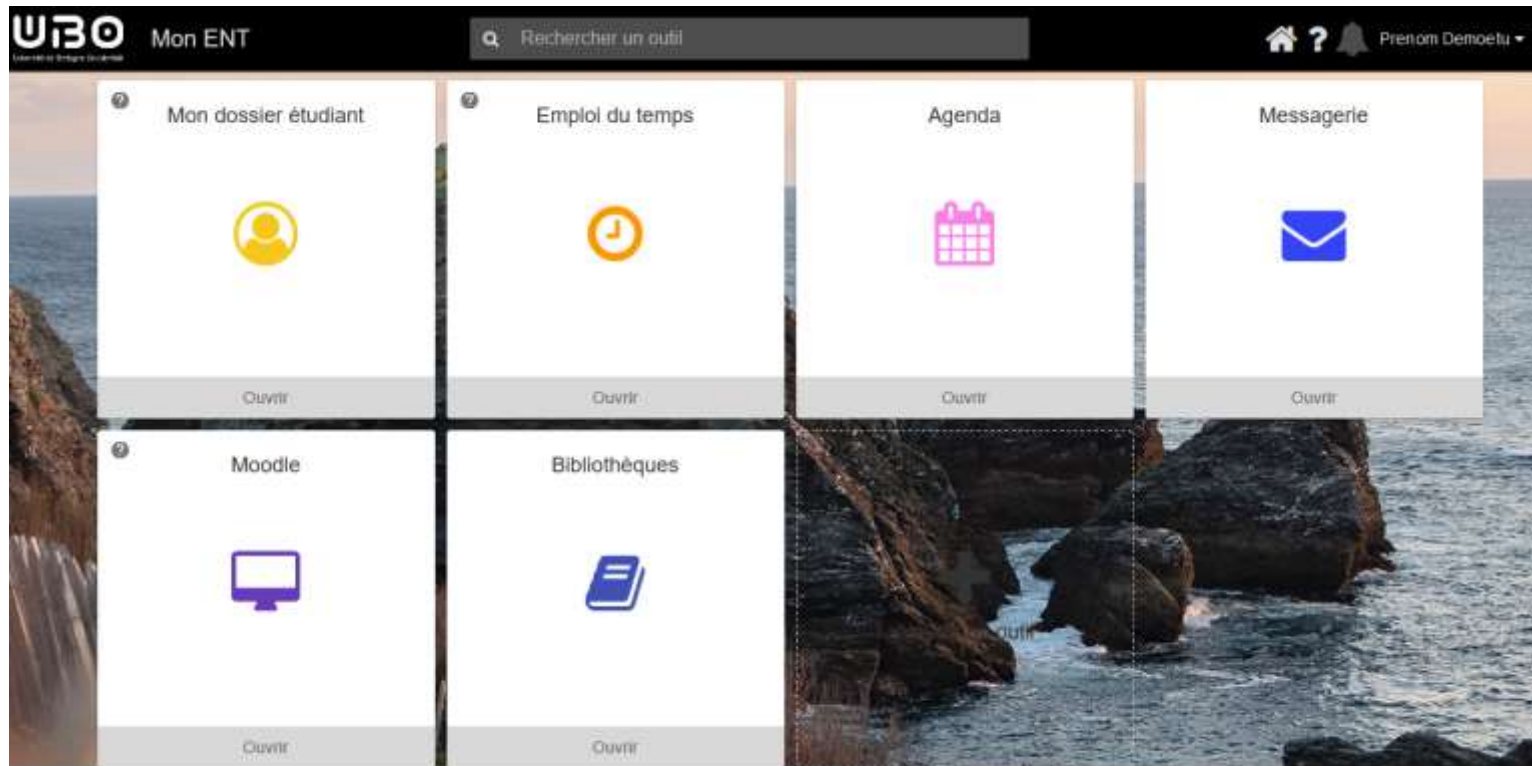 UBO
Mon ENT
Rechercher un outil
? Prenom Demoetu
Mon dossier étudiant
Emploi du temps
Agenda
Messagerie
Ouvrir
Ouvrir
Ouvrir
Ouvrir
Moodle
Bibliothèques
outil
Ouvrir
Ouvrir